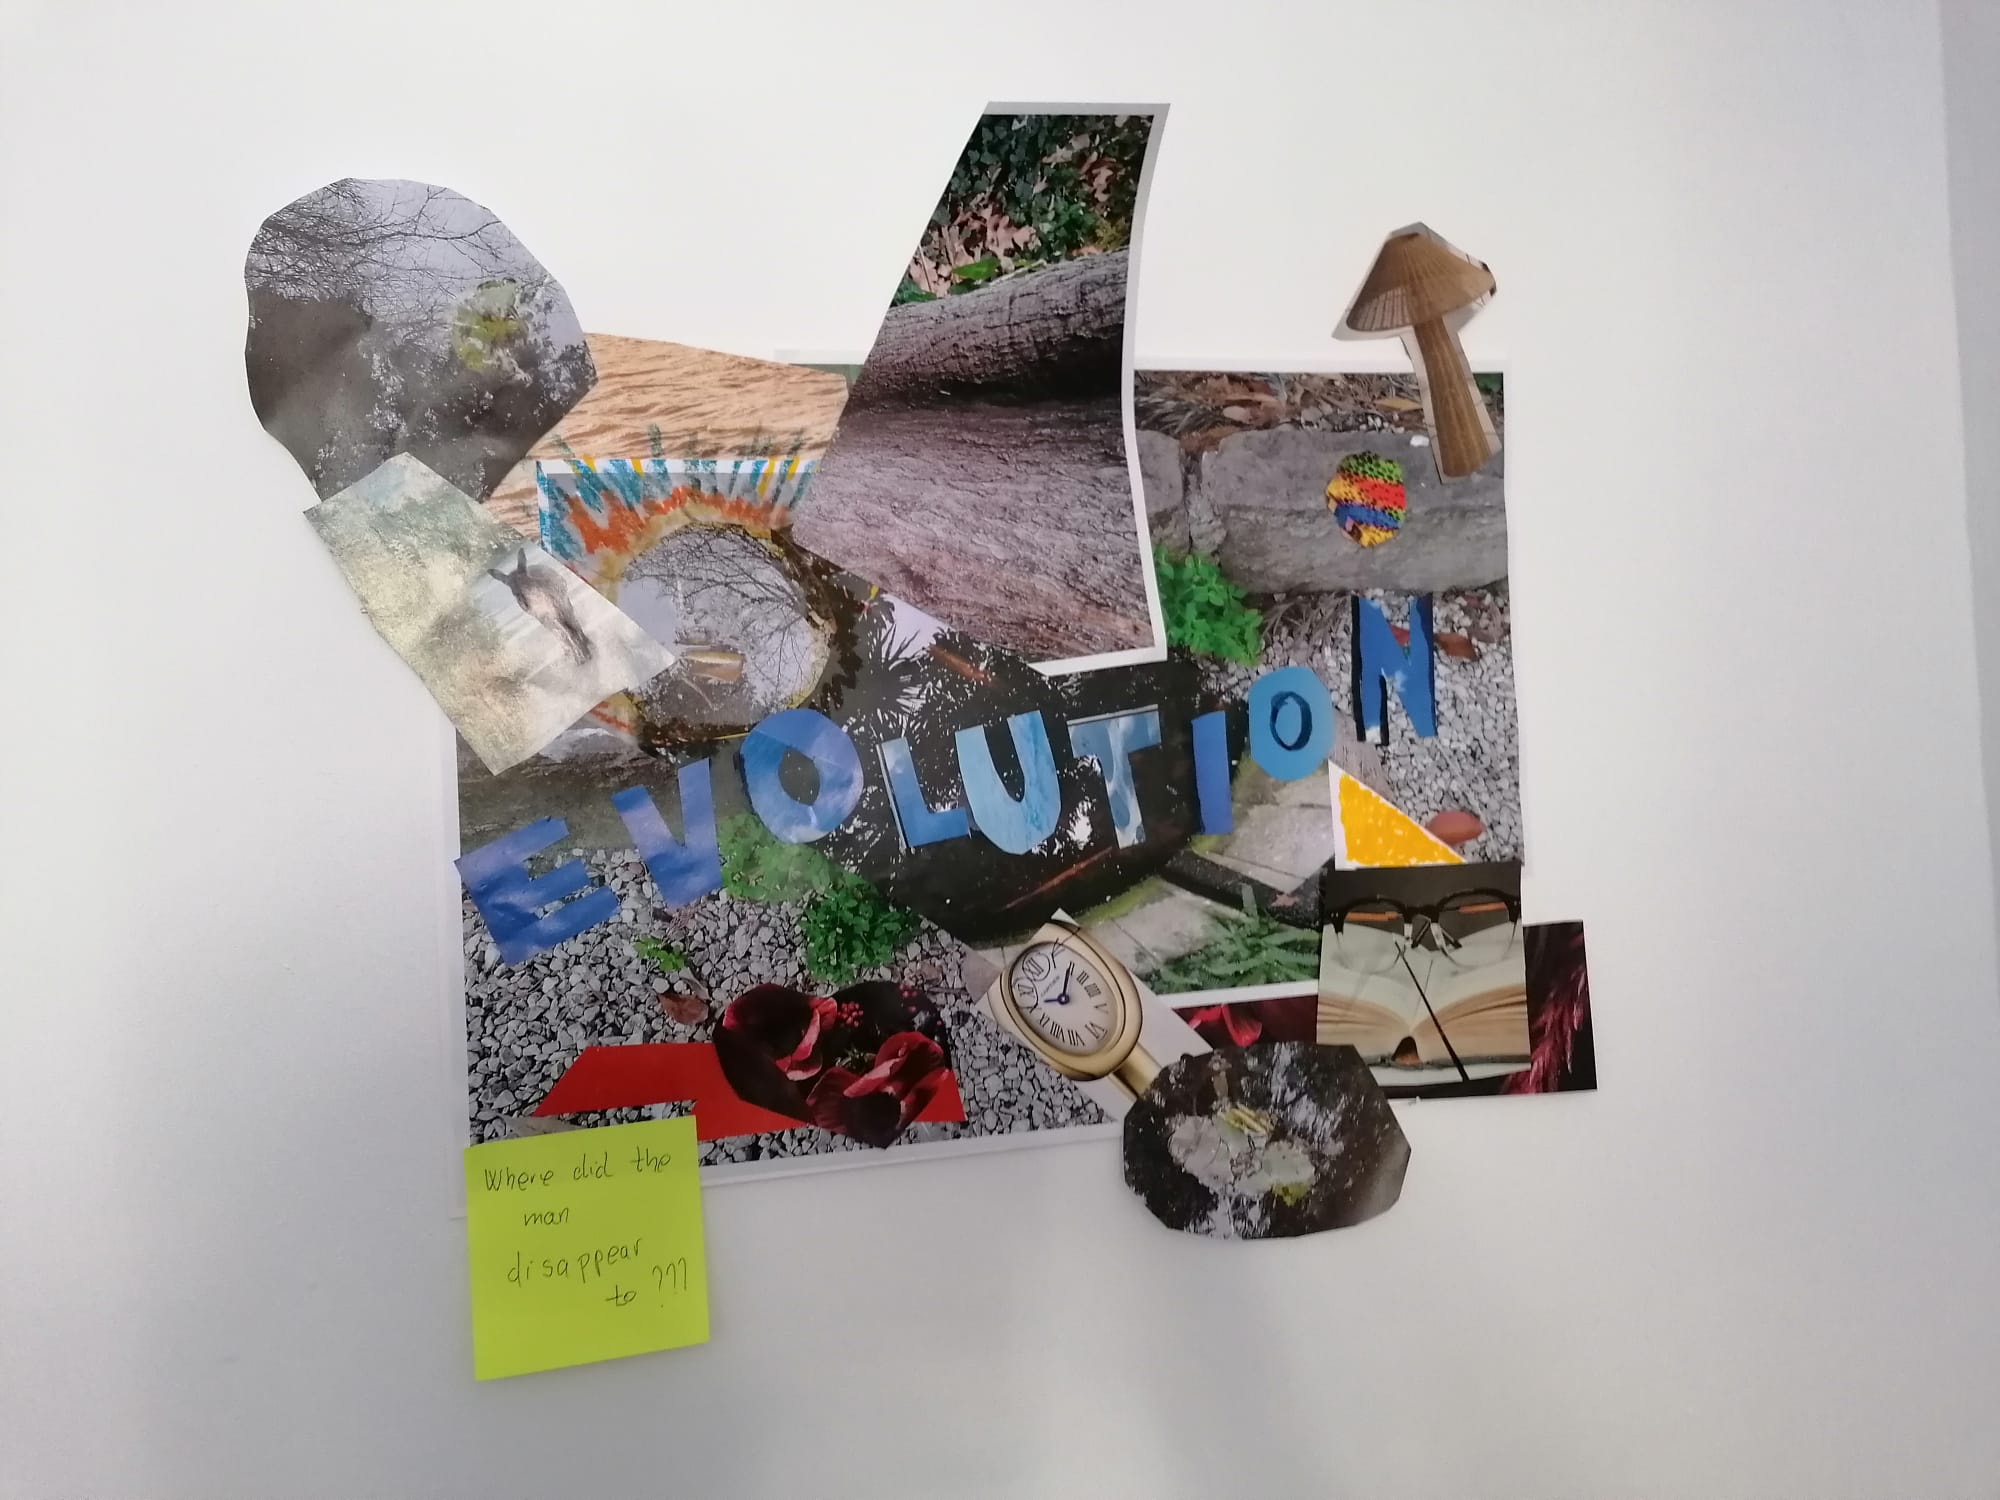 EVOLUTION
Where did the
man
disappear
to ???